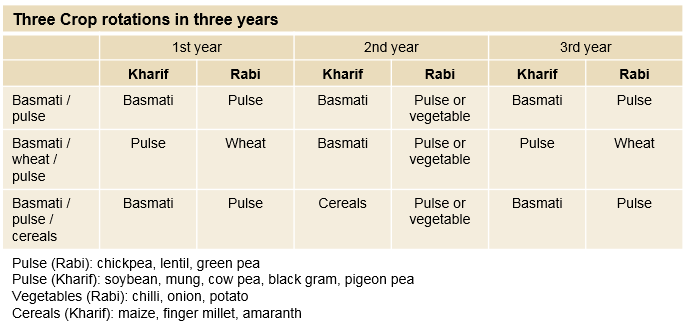 Three Crop rotations in three years
1st year 2nd year 3rd year
Kharif Rabi Kharif Rabi Kharif Rabi
Basmati / pulse Basmati Pulse Basmati Pulse or vegetable Basmati Pulse
Basmati / wheat / pulse Pulse Wheat Basmati Pulse or vegetable Pulse Wheat
Basmati / pulse / cereals Basmati Pulse Cereals Pulse or vegetable Basmati Pulse
Pulse (Rabi): chickpea, lentil, green pea
Pulse (Kharif): soybean, mung, cow pea, black gram, pigeon pea
Vegetables (Rabi): chilli, onion, potato
Cereals (Kharif): maize, finger millet, amaranth